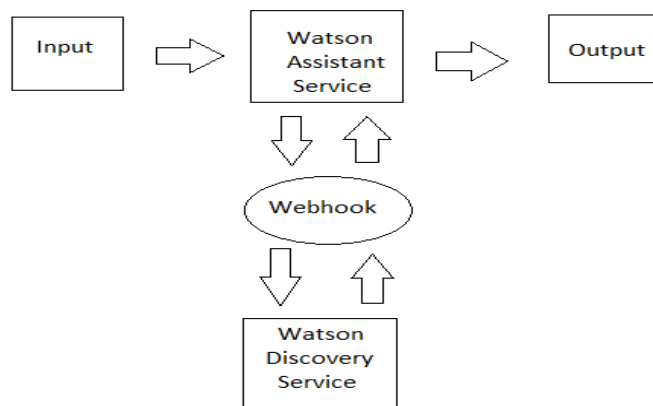 Input
Watson
Assistant
Service
Output
Webhook
Watson
Discovery
Service